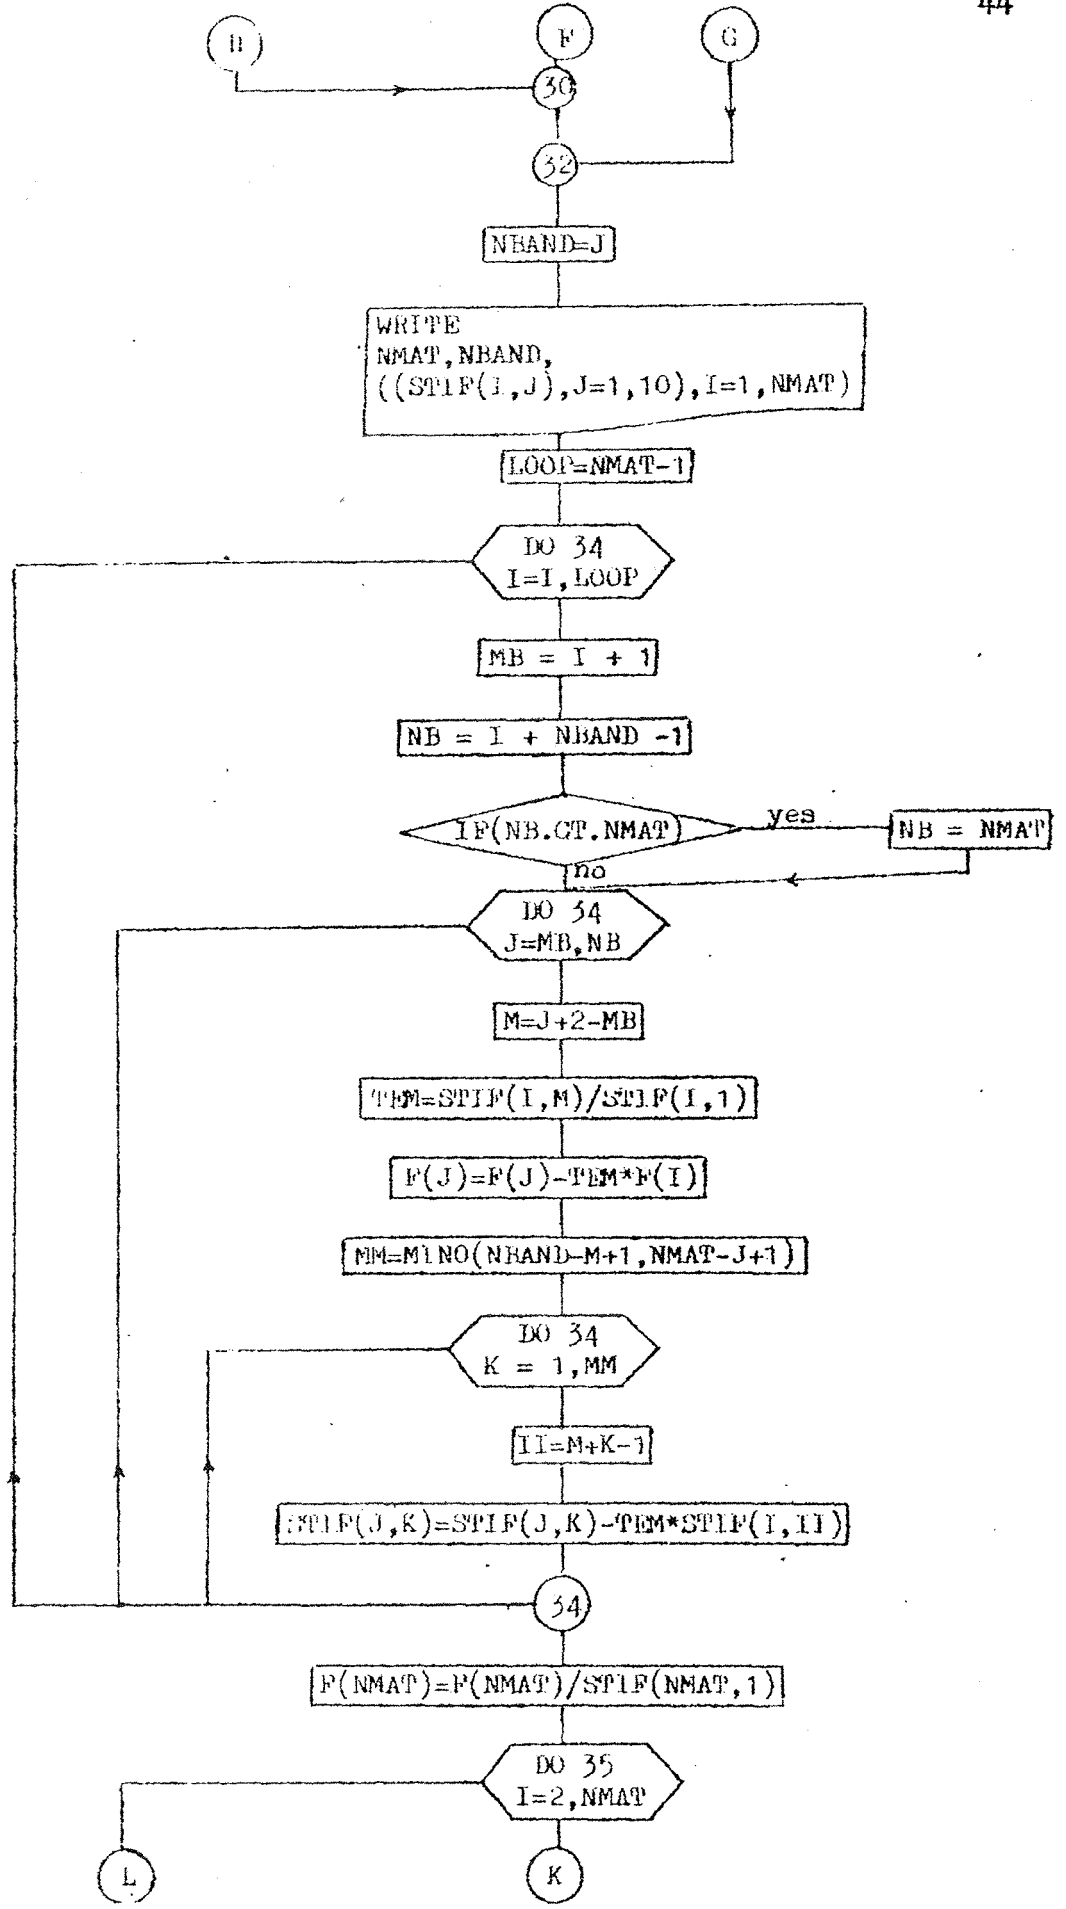 44
H
F
G
30
32
NBAND=J
WRITE
NMAT,NBAND,
((STIF(I,J),J=1,10),I=1,NMAT)
LOOP=NMAT-1
DO 34
I=I,LOOP
MB = I + 1
NB = I + NBAND -1
IF(NB.GT.NMAT)
yes
NB = NMAT
no
DO 34
J=MB,NB
M=J+2-MB
TEM=STIF(I,M)/STIF(I,1)
F(J)=F(J)-TEM*F(I)
MM=MINO(NBAND-M+1,NMAT-J+1)
DO 34
K = 1,MM
II=M+K-1
STIF(J,K)=STIF(J,K)-TEM*STIF(I,II)
34
F(NMAT)=F(NMAT)/STIF(NMAT,1)
DO 35
I=2,NMAT
L
K